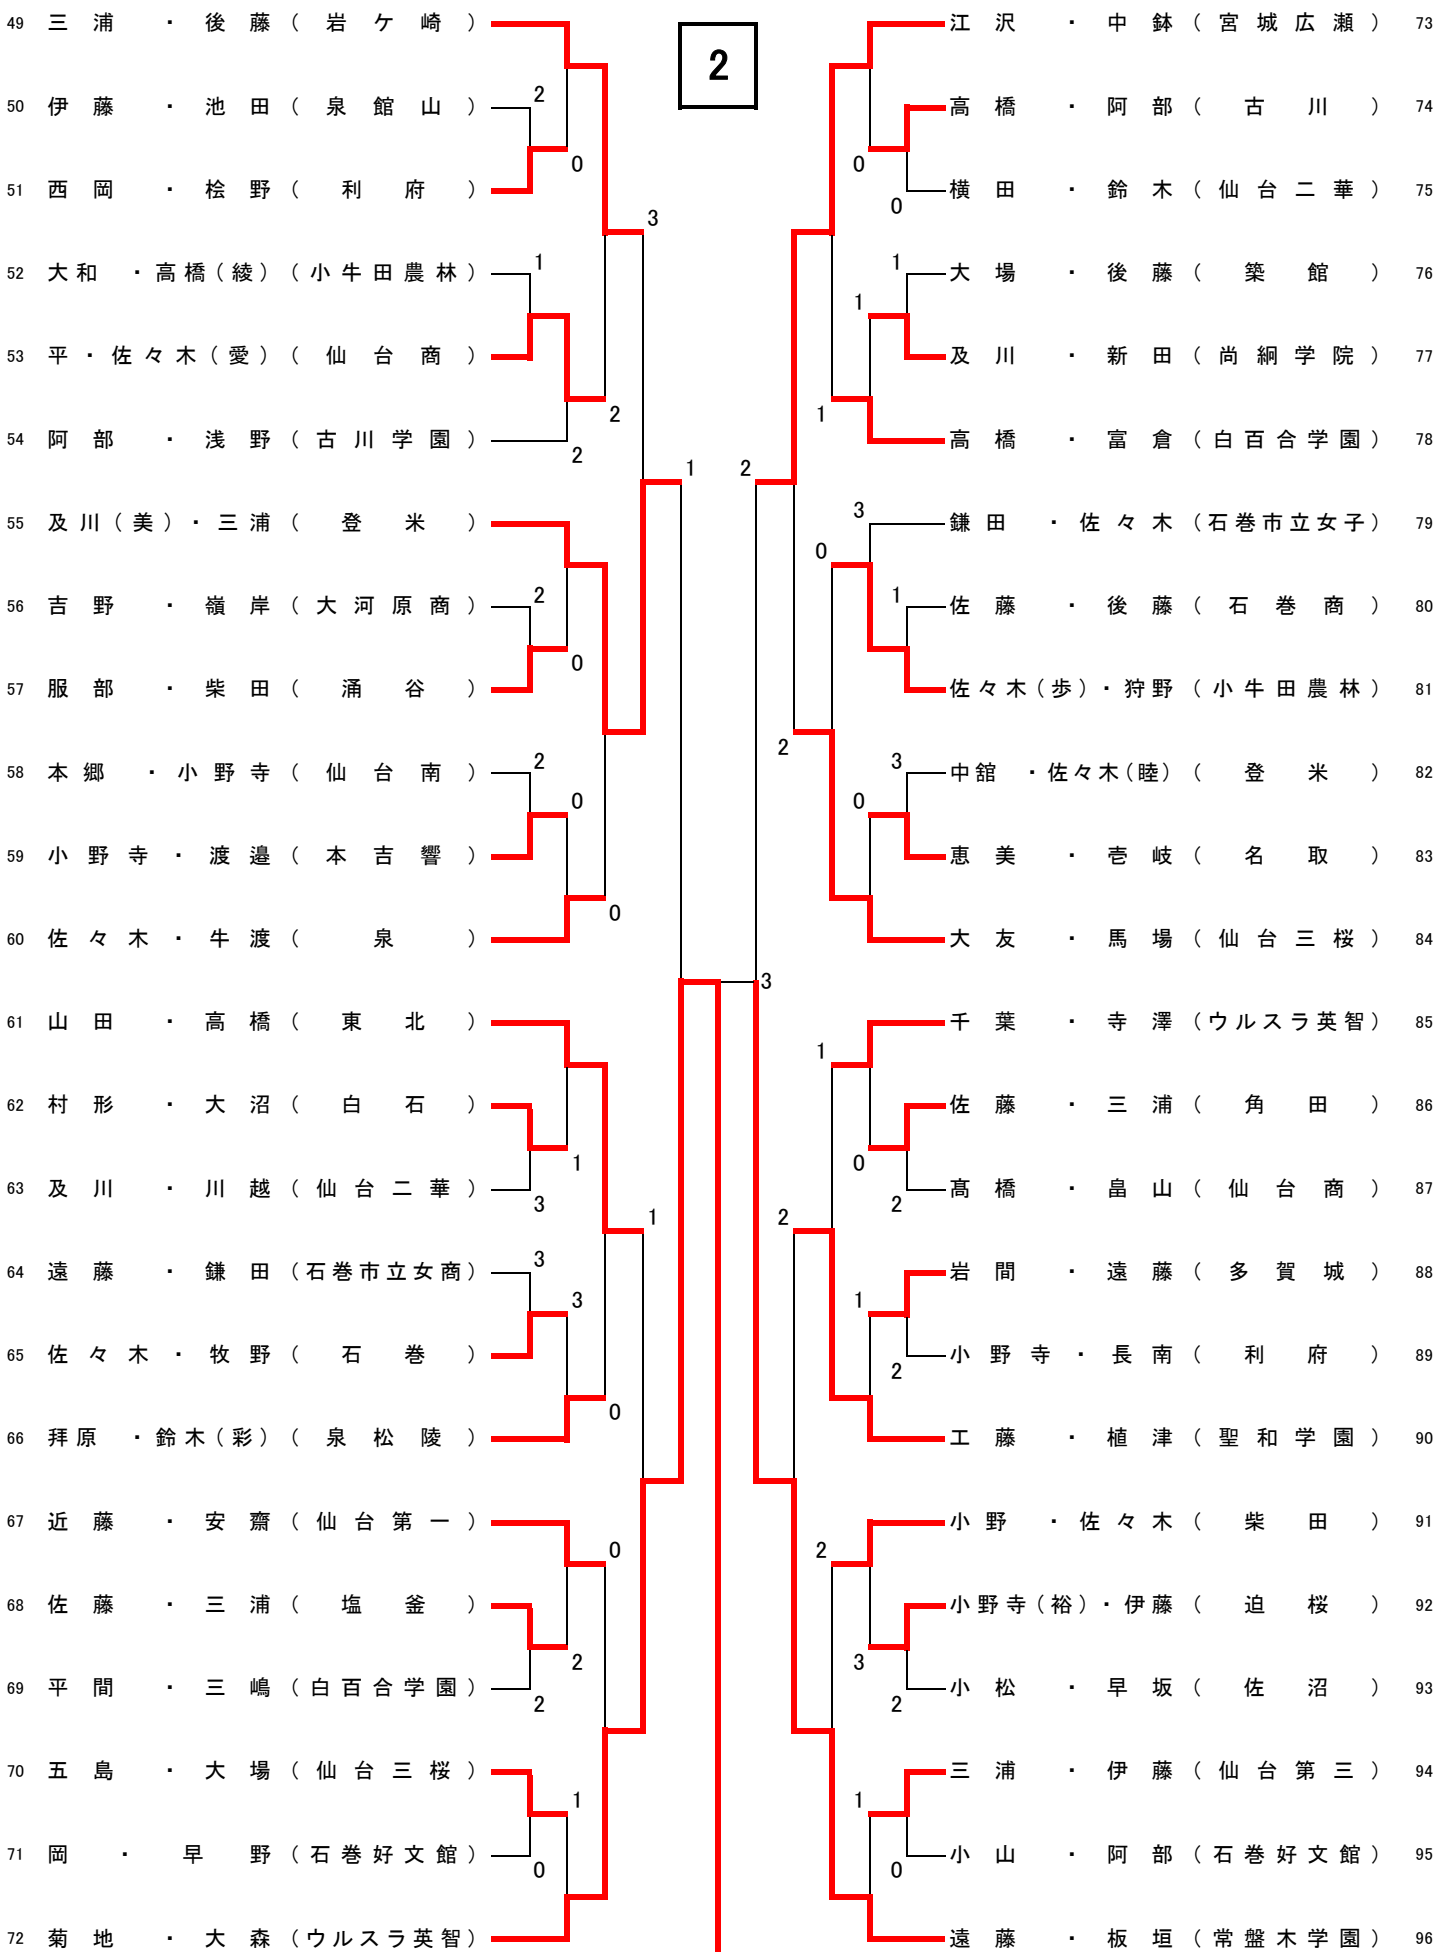 2
49 三浦・後藤（岩ケ崎）
2
50 伊藤・池田（泉館山）
0
51 西岡・桧野（利府）
3
52 大和・高橋(綾)（小牛田農林）
1
53 平・佐々木(愛)（仙台商）
2
54 阿部・浅野（古川学園）
2
1
55 及川(美)・三浦（登米）
56 吉野・嶺岸（大河原商）
2
0
57 服部・柴田（涌谷）
58 本郷・小野寺（仙台南）
2
0
59 小野寺・渡邉（本吉響）
0
60 佐々木・牛渡（泉）
61 山田・高橋（東北）
62 村形・大沼（白石）
1
63 及川・川越（仙台二華）
3
1
64 遠藤・鎌田（石巻市立女商）
3
3
65 佐々木・牧野（石巻）
0
66 拝原・鈴木(彩)（泉松陵）
67 近藤・安齋（仙台第一）
0
68 佐藤・三浦（塩釜）
2
69 平間・三嶋（白百合学園）
2
70 五島・大場（仙台三桜）
1
71 岡・早野（石巻好文館）
0
72 菊地・大森（ウルスラ英智）
江沢・中鉢（宮城広瀬） 73
高橋・阿部（古川） 74
0
横田・鈴木（仙台二華） 75
0
大場・後藤（築館） 76
1
1
及川・新田（尚絅学院） 77
1
高橋・富倉（白百合学園） 78
2
3
鎌田・佐々木（石巻市立女子） 79
0
佐藤・後藤（石巻商） 80
1
佐々木(歩)・狩野（小牛田農林） 81
2
中舘・佐々木(睦)（登米） 82
3
0
恵美・壱岐（名取） 83
大友・馬場（仙台三桜） 84
3
千葉・寺澤（ウルスラ英智） 85
1
佐藤・三浦（角田） 86
0
髙橋・畠山（仙台商） 87
2
2
岩間・遠藤（多賀城） 88
1
小野寺・長南（利府） 89
2
工藤・植津（聖和学園） 90
小野・佐々木（柴田） 91
2
小野寺(裕)・伊藤（迫桜） 92
3
小松・早坂（佐沼） 93
2
三浦・伊藤（仙台第三） 94
1
小山・阿部（石巻好文館） 95
0
遠藤・板垣（常盤木学園） 96